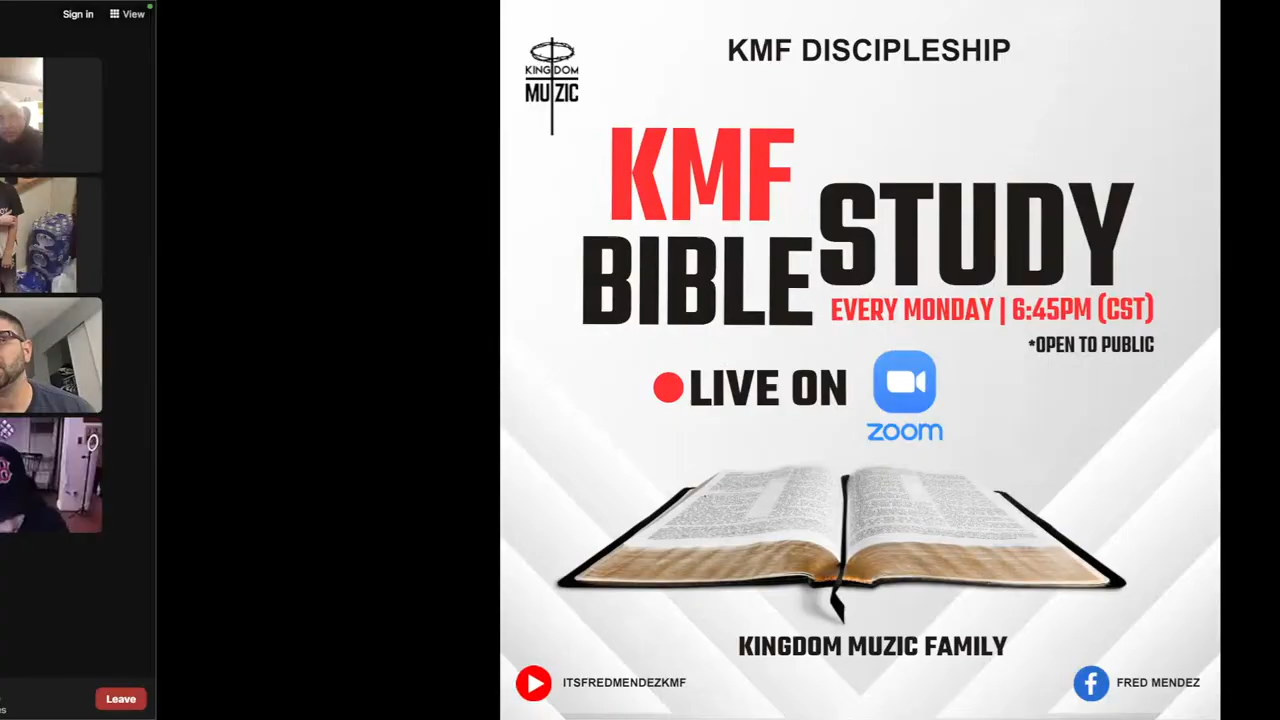 Sign in
View
KMF DISCIPLESHIP
KINGDOM
MUZIC
KMF
BIBLE STUDY
EVERY MONDAY | 6:45PM (CST)
*OPEN TO PUBLIC
LIVE ON
zoom
KINGDOM MUZIC FAMILY
ITSFREDMENDEZKMF
FRED MENDEZ
Leave